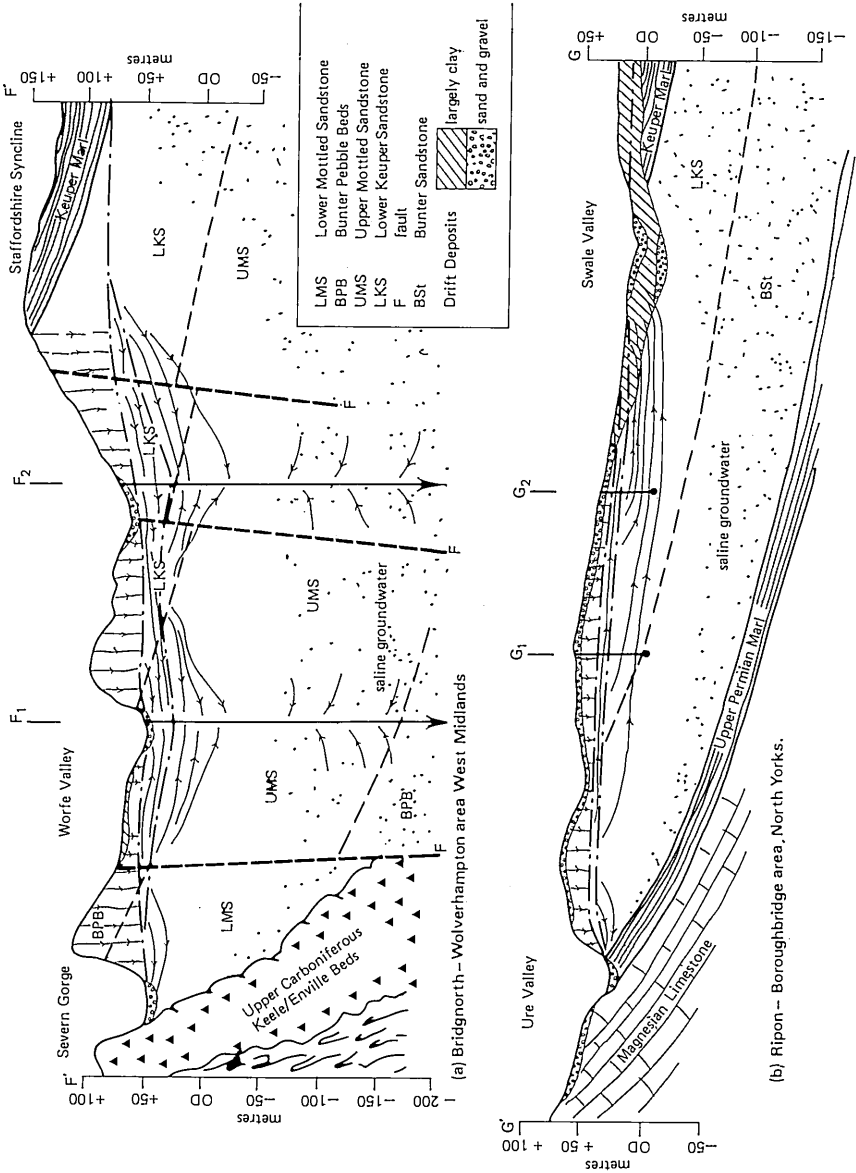 F'
Severn Gorge
Worfe Valley
F₁
F₂
Staffordshire Syncline
F'
+100
+50
OD
−50
−100
−150
−200
metres
+150
+100
+50
OD
−50
metres
BPB
LMS
Upper Carboniferous
Keele/Enville Beds
UMS
BPB
F
LKS
UMS
saline groundwater
F
LKS
F
LKS
UMS
Keuper Marl
LMS Lower Mottled Sandstone
BPB Bunter Pebble Beds
UMS Upper Mottled Sandstone
LKS Lower Keuper Sandstone
F fault
BSt Bunter Sandstone
Drift Deposits
largely clay
sand and gravel
(a) Bridgnorth–Wolverhampton area West Midlands
G'
Ure Valley
G₁
G₂
Swale Valley
G
+100
+50
OD
−50
metres
+50
OD
−50
−100
−150
metres
Magnesian Limestone
Upper Permian Marl
saline groundwater
BSt
LKS
Keuper Marl
(b) Ripon–Boroughbridge area, North Yorks.